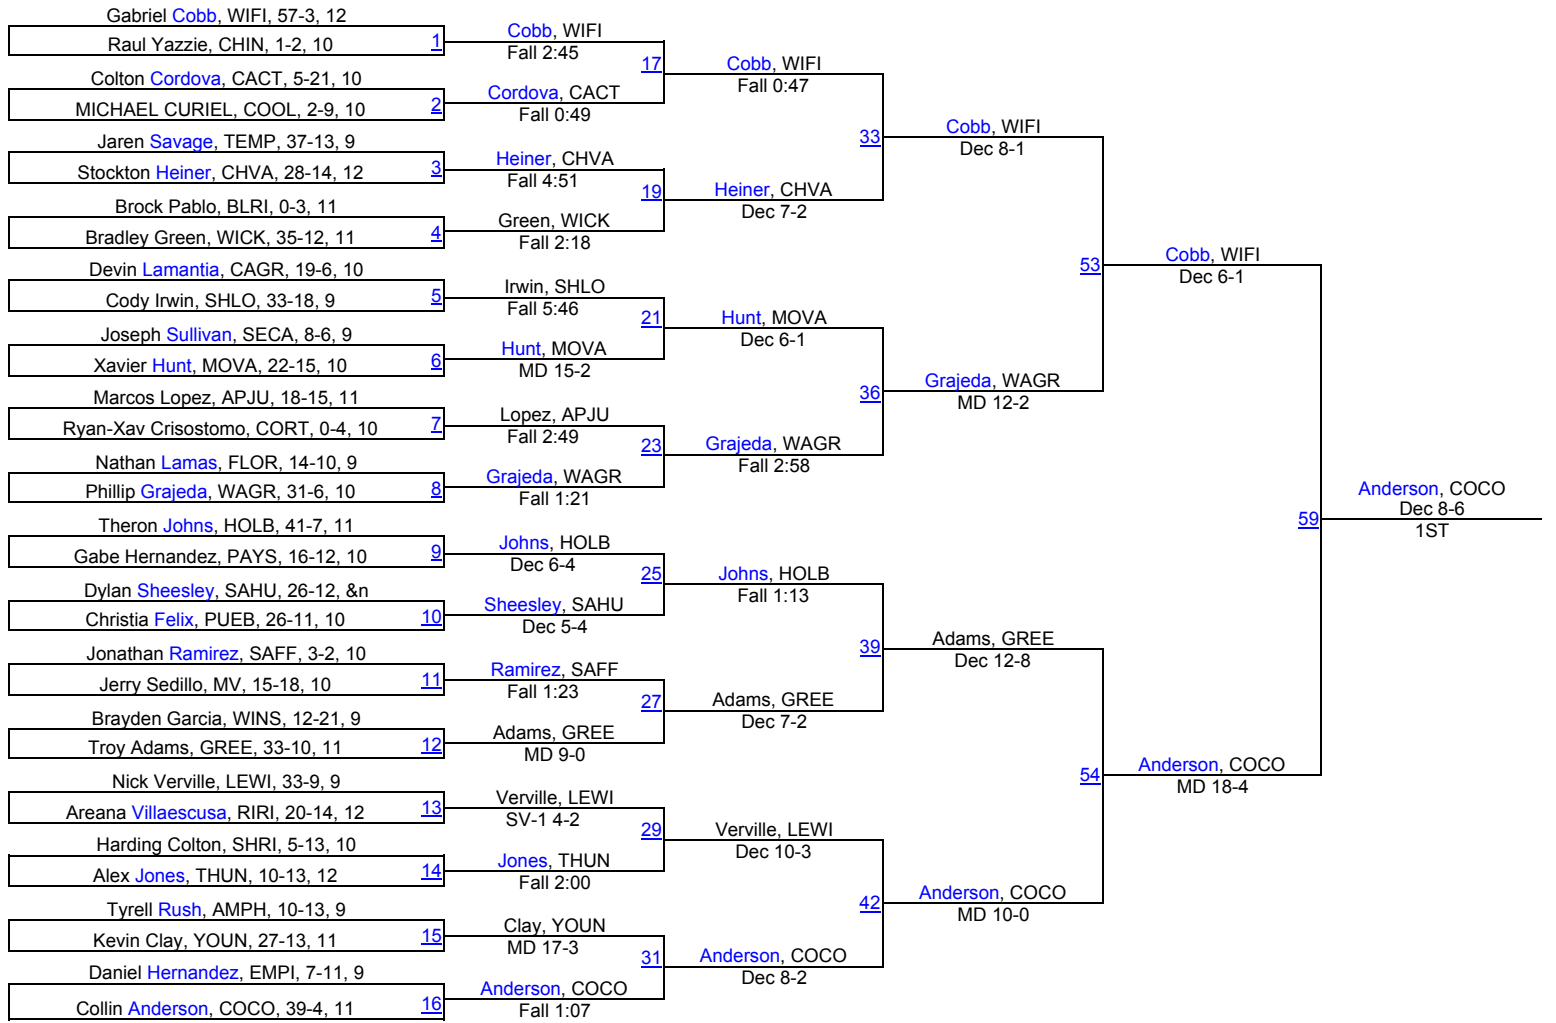 Gabriel Cobb, WIFI, 57-3, 12
Raul Yazzie, CHIN, 1-2, 10
1
Colton Cordova, CACT, 5-21, 10
MICHAEL CURIEL, COOL, 2-9, 10
2
Jaren Savage, TEMP, 37-13, 9
Stockton Heiner, CHVA, 28-14, 12
3
Brock Pablo, BLRI, 0-3, 11
Bradley Green, WICK, 35-12, 11
4
Devin Lamantia, CAGR, 19-6, 10
Cody Irwin, SHLO, 33-18, 9
5
Joseph Sullivan, SECA, 8-6, 9
Xavier Hunt, MOVA, 22-15, 10
6
Marcos Lopez, APJU, 18-15, 11
Ryan-Xav Crisostomo, CORT, 0-4, 10
7
Nathan Lamas, FLOR, 14-10, 9
Phillip Grajeda, WAGR, 31-6, 10
8
Theron Johns, HOLB, 41-7, 11
Gabe Hernandez, PAYS, 16-12, 10
9
Dylan Sheesley, SAHU, 26-12, &n
Christia Felix, PUEB, 26-11, 10
10
Jonathan Ramirez, SAFF, 3-2, 10
Jerry Sedillo, MV, 15-18, 10
11
Brayden Garcia, WINS, 12-21, 9
Troy Adams, GREE, 33-10, 11
12
Nick Verville, LEWI, 33-9, 9
Areana Villaescusa, RIRI, 20-14, 12
13
Harding Colton, SHRI, 5-13, 10
Alex Jones, THUN, 10-13, 12
14
Tyrell Rush, AMPH, 10-13, 9
Kevin Clay, YOUN, 27-13, 11
15
Daniel Hernandez, EMPI, 7-11, 9
Collin Anderson, COCO, 39-4, 11
16
Cobb, WIFI
Fall 2:45
17
Cordova, CACT
Fall 0:49
Heiner, CHVA
Fall 4:51
19
Green, WICK
Fall 2:18
Irwin, SHLO
Fall 5:46
21
Hunt, MOVA
MD 15-2
Lopez, APJU
Fall 2:49
23
Grajeda, WAGR
Fall 1:21
Johns, HOLB
Dec 6-4
25
Sheesley, SAHU
Dec 5-4
Ramirez, SAFF
Fall 1:23
27
Adams, GREE
MD 9-0
Verville, LEWI
SV-1 4-2
29
Jones, THUN
Fall 2:00
Clay, YOUN
MD 17-3
31
Anderson, COCO
Fall 1:07
Cobb, WIFI
Fall 0:47
33
Heiner, CHVA
Dec 7-2
Hunt, MOVA
Dec 6-1
36
Grajeda, WAGR
Fall 2:58
Johns, HOLB
Fall 1:13
39
Adams, GREE
Dec 7-2
Verville, LEWI
Dec 10-3
42
Anderson, COCO
Dec 8-2
Cobb, WIFI
Dec 8-1
53
Grajeda, WAGR
MD 12-2
Adams, GREE
Dec 12-8
54
Anderson, COCO
MD 10-0
Cobb, WIFI
Dec 6-1
59
Anderson, COCO
MD 18-4
Anderson, COCO
Dec 8-6
1ST